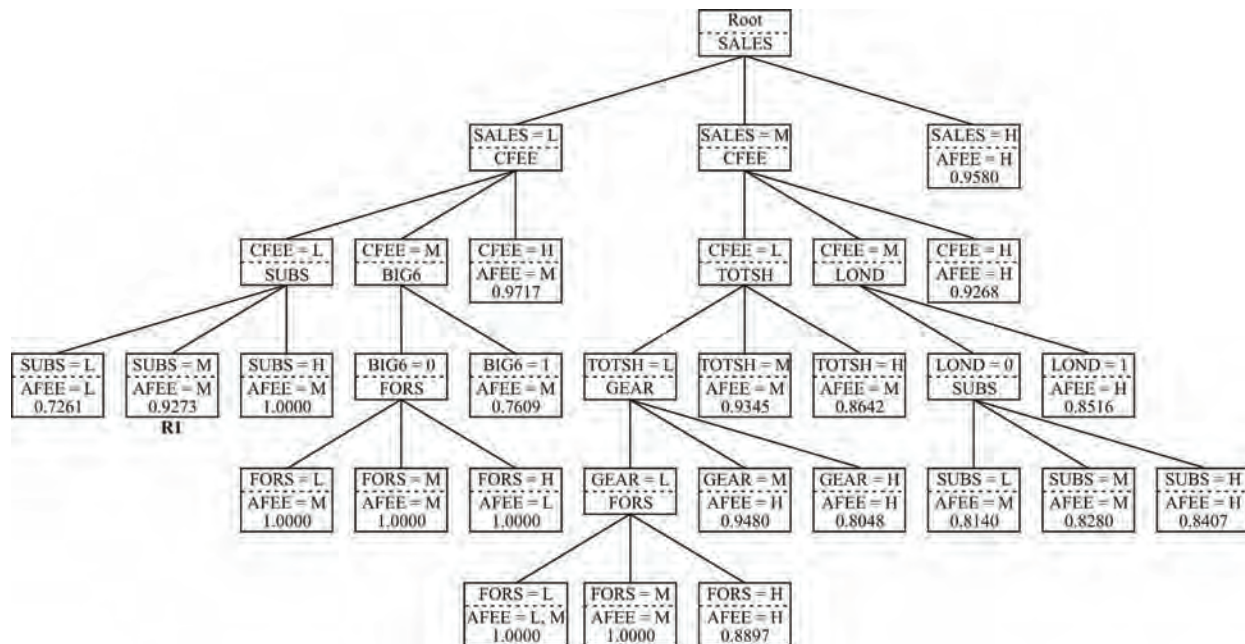 Root
SALES
SALES = L
CFEE
SALES = M
CFEE
SALES = H
AFEE = H
0.9580
CFEE = L
SUBS
CFEE = M
BIG6
CFEE = H
AFEE = M
0.9717
CFEE = L
TOTSH
CFEE = M
LOND
CFEE = H
AFEE = H
0.9268
SUBS = L
AFEE = L
0.7261
SUBS = M
AFEE = M
0.9273
R1
SUBS = H
AFEE = M
1.0000
BIG6 = 0
FORS
BIG6 = 1
AFEE = M
0.7609
TOTSH = L
GEAR
TOTSH = M
AFEE = M
0.9345
TOTSH = H
AFEE = M
0.8642
LOND = 0
SUBS
LOND = 1
AFEE = H
0.8516
FORS = L
AFEE = M
1.0000
FORS = M
AFEE = M
1.0000
FORS = H
AFEE = L
1.0000
GEAR = L
FORS
GEAR = M
AFEE = H
0.9480
GEAR = H
AFEE = H
0.8048
SUBS = L
AFEE = M
0.8140
SUBS = M
AFEE = M
0.8280
SUBS = H
AFEE = H
0.8407
FORS = L
AFEE = L, M
1.0000
FORS = M
AFEE = M
1.0000
FORS = H
AFEE = H
0.8897